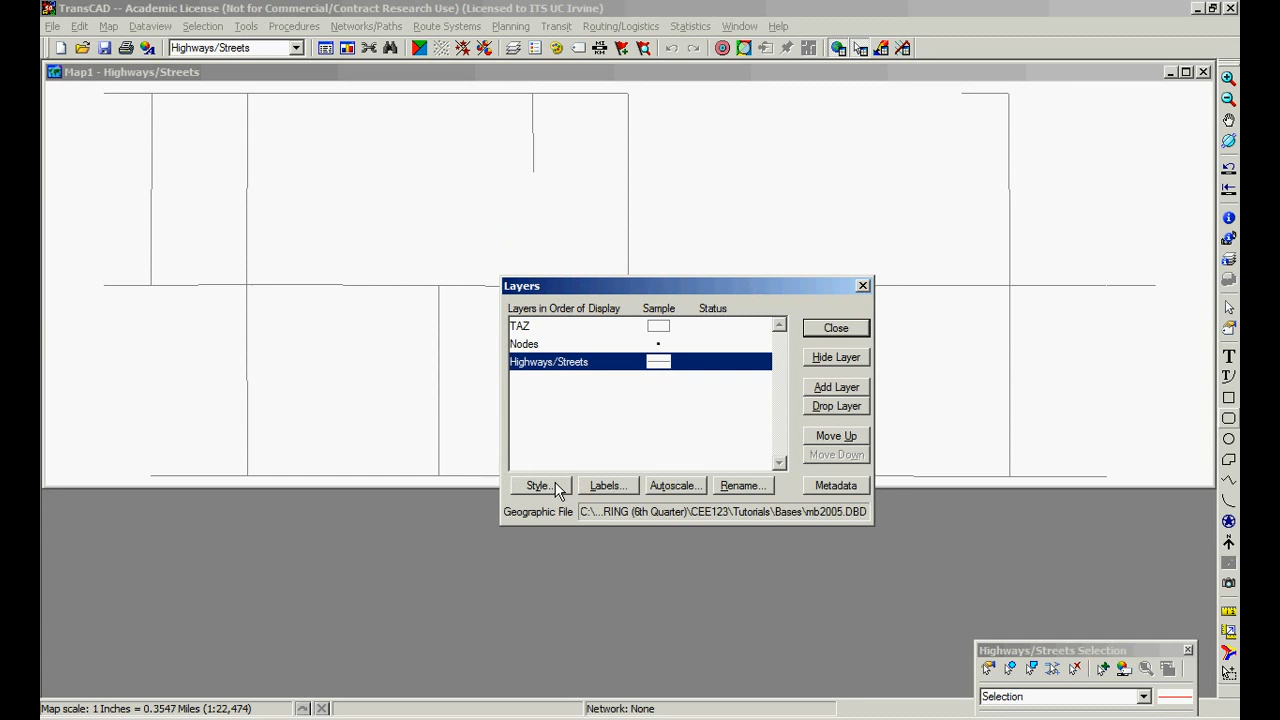 TransCAD -- Academic License (Not for Commercial/Contract Research Use) (Licensed to ITS UC Irvine)
File Edit Map Dataview Selection Tools Procedures Networks/Paths Route Systems Planning Transit Routing/Logistics Statistics Window Help
Highways/Streets
Map1 - Highways/Streets
Layers
Layers in Order of Display Sample Status
TAZ
Nodes
Highways/Streets
Close
Hide Layer
Add Layer
Drop Layer
Move Up
Move Down
Style... Labels... Autoscale... Rename... Metadata
Geographic File C:\...RING (6th Quarter)\CEE123\Tutorials\Bases\mb2005.DBD
Highways/Streets Selection
Selection
Map scale: 1 Inches = 0.3547 Miles (1:22,474) Network: None